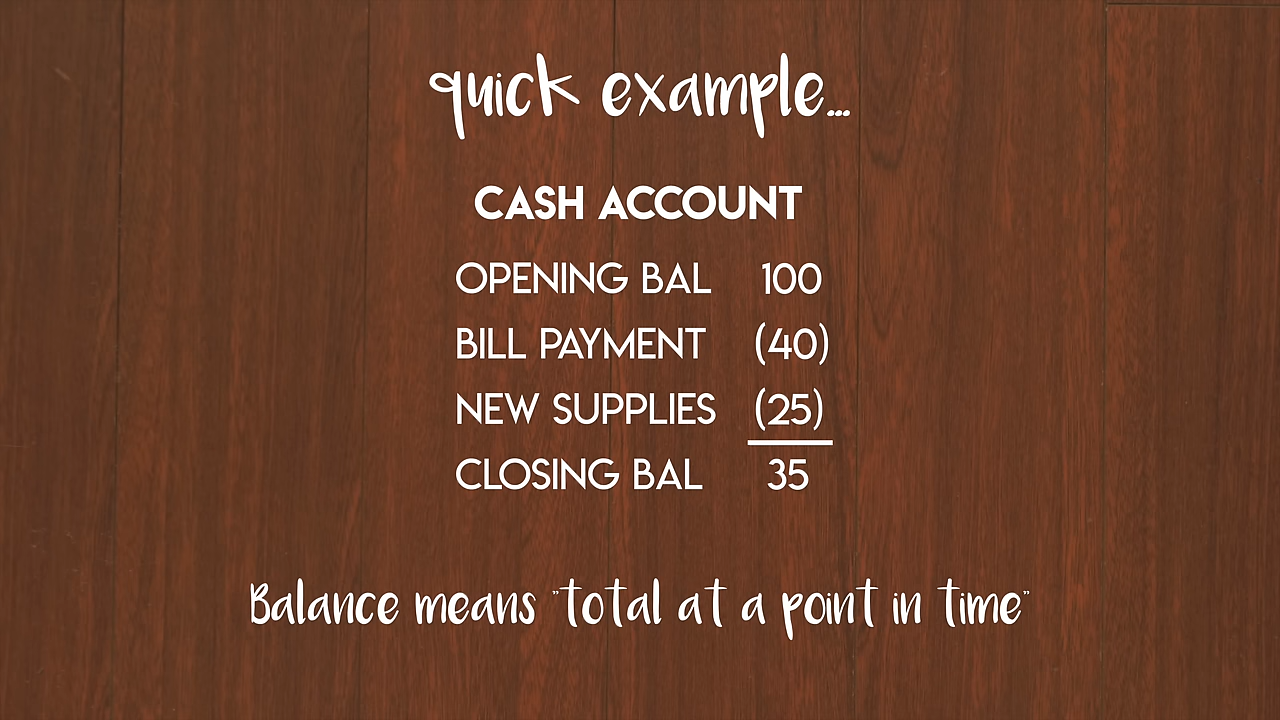 quick example...
CASH ACCOUNT
OPENING BAL 100
BILL PAYMENT (40)
NEW SUPPLIES (25)
CLOSING BAL 35
Balance means "total at a point in time"